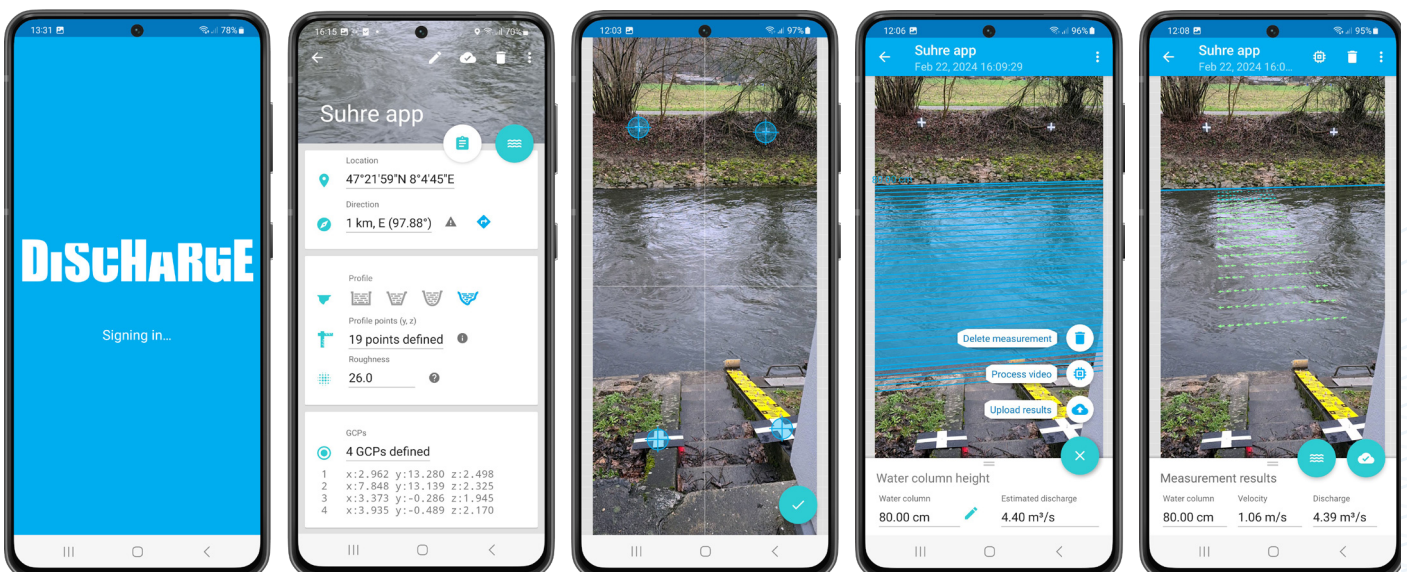 13:31
78%
DISCHARGE
Signing in...
16:16
70%
Suhre app
Location
47°21'59"N 8°4'45"E
Direction
1 km, E (97.88°)
Profile
Profile points (y, z)
19 points defined
Roughness
26.0
GCPs
4 GCPs defined
1 x:2.962 y:13.280 z:2.498
2 x:7.848 y:13.139 z:2.325
3 x:3.373 y:-0.286 z:1.945
4 x:3.935 y:-0.489 z:2.170
12:03
97%
12:06
96%
Suhre app
Feb 22, 2024 16:09:29
Delete measurement
Process video
Upload results
Water column height
Water column
Estimated discharge
80.00 cm
4.40 m³/s
12:08
95%
Suhre app
Feb 22, 2024 16:0...
Measurement results
Water column
Velocity
Discharge
80.00 cm
1.06 m/s
4.39 m³/s